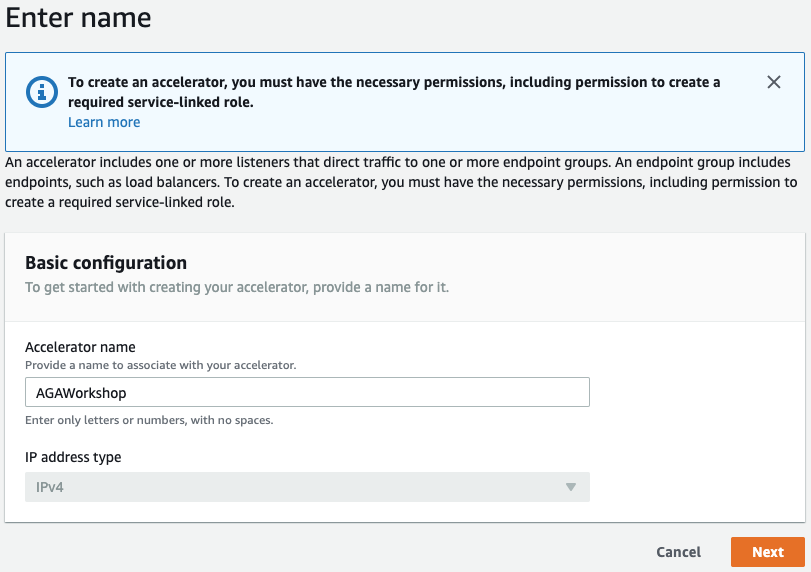 Enter name
To create an accelerator, you must have the necessary permissions, including permission to create a
required service-linked role.
Learn more
An accelerator includes one or more listeners that direct traffic to one or more endpoint groups. An endpoint group includes
endpoints, such as load balancers. To create an accelerator, you must have the necessary permissions, including permission to
create a required service-linked role.
Basic configuration
To get started with creating your accelerator, provide a name for it.
Accelerator name
Provide a name to associate with your accelerator.
AGAWorkshop
Enter only letters or numbers, with no spaces.
IP address type
IPv4
Cancel Next